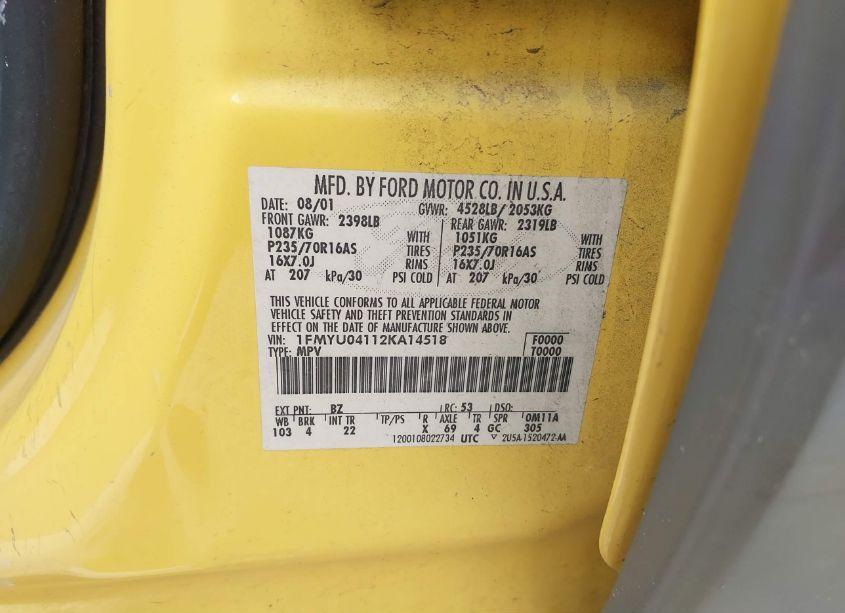 MFD. BY FORD MOTOR CO. IN U.S.A.
DATE: 08/01 GVWR: 4528LB/ 2053KG
FRONT GAWR: 2398LB REAR GAWR: 2319LB
1087KG WITH 1051KG WITH
P235/70R16AS TIRES P235/70R16AS TIRES
16X7.0J RIMS 16X7.0J RIMS
AT 207 kPa/30 PSI COLD AT 207 kPa/30 PSI COLD
THIS VEHICLE CONFORMS TO ALL APPLICABLE FEDERAL MOTOR
VEHICLE SAFETY AND THEFT PREVENTION STANDARDS IN
EFFECT ON THE DATE OF MANUFACTURE SHOWN ABOVE.
VIN: 1FMYU04112KA14518 F0000
TYPE: MPV T0000
EXT PNT: BZ RC: 53 DSO:
WB BRK INT TR TP/PS R AXLE TR SPR 0M11A
103 4 22 X 69 4 GC 305
1200108022734 UTC ▽ 2U5A-1520472-AA